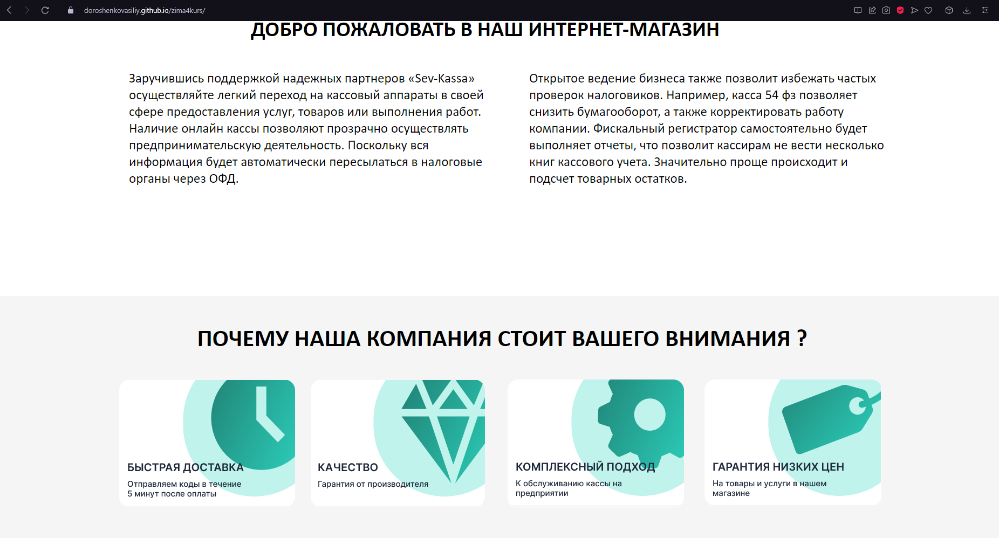 doroshenkovasiliy.github.io/zima4kurs/
ДОБРО ПОЖАЛОВАТЬ В НАШ ИНТЕРНЕТ-МАГАЗИН
Заручившись поддержкой надежных партнеров «Sev-Kassa»
осуществляйте легкий переход на кассовый аппараты в своей
сфере предоставления услуг, товаров или выполнения работ.
Наличие онлайн кассы позволяют прозрачно осуществлять
предпринимательскую деятельность. Поскольку вся
информация будет автоматически пересылаться в налоговые
органы через ОФД.
Открытое ведение бизнеса также позволит избежать частых
проверок налоговиков. Например, касса 54 фз позволяет
снизить бумагооборот, а также корректировать работу
компании. Фискальный регистратор самостоятельно будет
выполняет отчеты, что позволит кассирам не вести несколько
книг кассового учета. Значительно проще происходит и
подсчет товарных остатков.
ПОЧЕМУ НАША КОМПАНИЯ СТОИТ ВАШЕГО ВНИМАНИЯ ?
БЫСТРАЯ ДОСТАВКА
Отправляем коды в течение
5 минут после оплаты
КАЧЕСТВО
Гарантия от производителя
КОМПЛЕКСНЫЙ ПОДХОД
К обслуживанию кассы на
предприятии
ГАРАНТИЯ НИЗКИХ ЦЕН
На товары и услуги в нашем
магазине